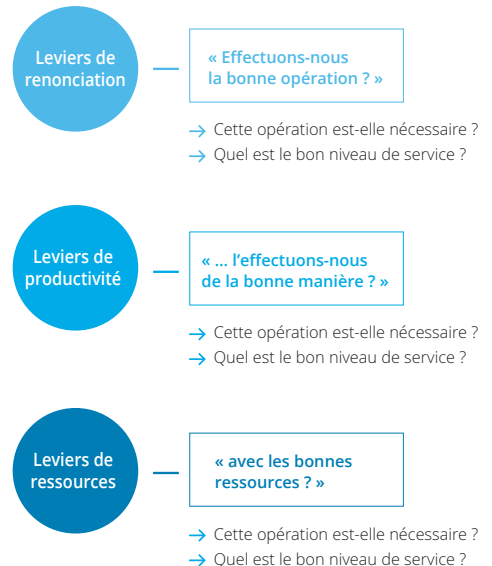 Leviers de
renonciation
« Effectuons-nous
la bonne opération ? »
→ Cette opération est-elle nécessaire ?
→ Quel est le bon niveau de service ?
Leviers de
productivité
« ... l’effectuons-nous
de la bonne manière ? »
→ Cette opération est-elle nécessaire ?
→ Quel est le bon niveau de service ?
Leviers de
ressources
« avec les bonnes
ressources ? »
→ Cette opération est-elle nécessaire ?
→ Quel est le bon niveau de service ?